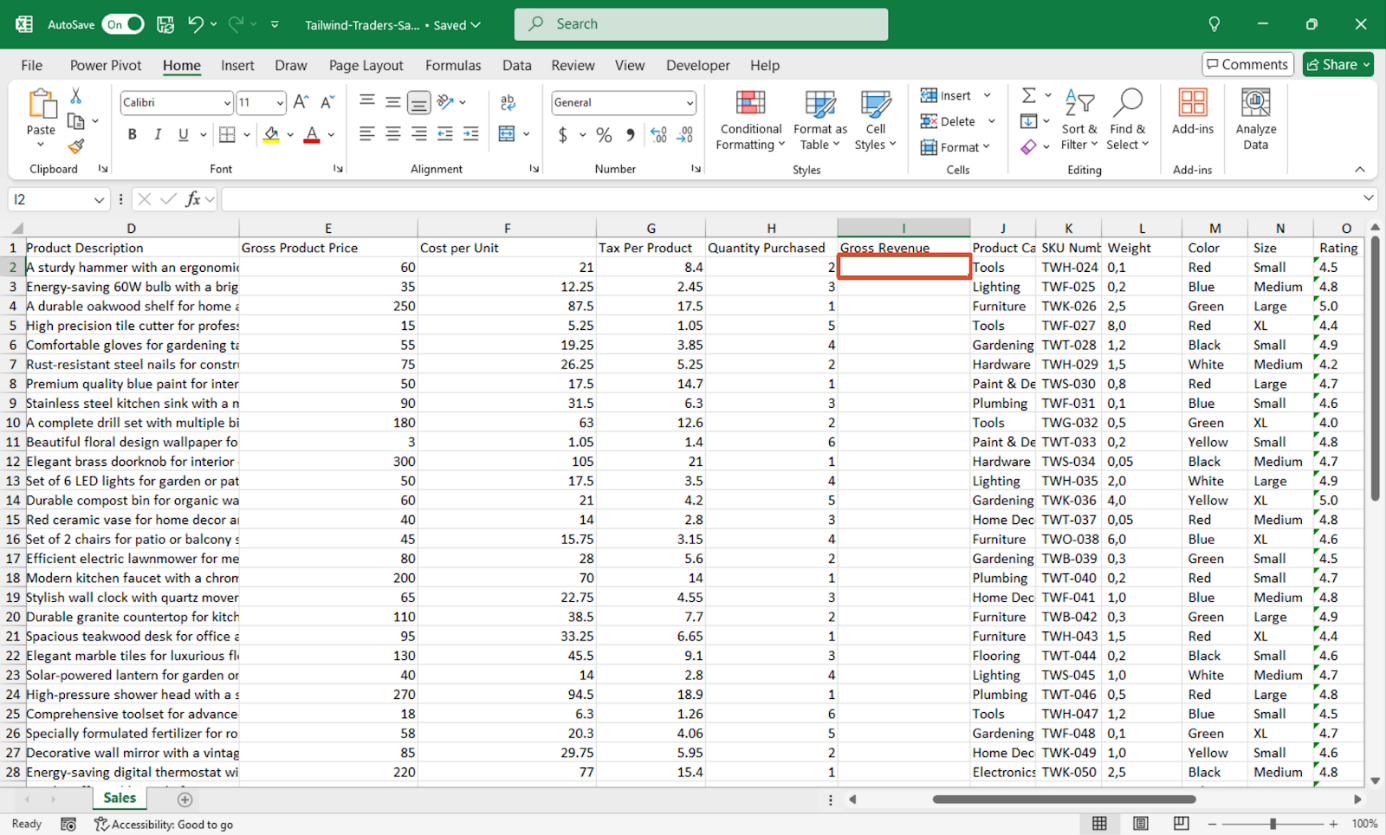 AutoSave On Tailwind-Traders-Sa... • Saved Search
File Power Pivot Home Insert Draw Page Layout Formulas Data Review View Developer Help Comments Share
Paste Calibri 11 General Conditional Formatting Format as Table Cell Styles Insert Delete Format Sort & Filter Find & Select Add-ins Analyze Data
Clipboard Font Alignment Number Styles Cells Editing Add-ins
I2 fx
D E F G H I J K L M N O
1 Product Description Gross Product Price Cost per Unit Tax Per Product Quantity Purchased Gross Revenue Product Ca SKU Numb Weight Color Size Rating
2 A sturdy hammer with an ergonomic 60 21 8.4 2 Tools TWH-024 0,1 Red Small 4.5
3 Energy-saving 60W bulb with a brig 35 12.25 2.45 3 Lighting TWF-025 0,2 Blue Medium 4.8
4 A durable oakwood shelf for home a 250 87.5 17.5 1 Furniture TWK-026 2,5 Green Large 5.0
5 High precision tile cutter for profess 15 5.25 1.05 5 Tools TWF-027 8,0 Red XL 4.4
6 Comfortable gloves for gardening ta 55 19.25 3.85 4 Gardening TWT-028 1,2 Black Small 4.9
7 Rust-resistant steel nails for constru 75 26.25 5.25 2 Hardware TWH-029 1,5 White Medium 4.2
8 Premium quality blue paint for inter 50 17.5 14.7 1 Paint & De TWS-030 0,8 Red Large 4.7
9 Stainless steel kitchen sink with a m 90 31.5 6.3 3 Plumbing TWF-031 0,1 Blue Small 4.6
10 A complete drill set with multiple bi 180 63 12.6 2 Tools TWG-032 0,5 Green XL 4.0
11 Beautiful floral design wallpaper fo 3 1.05 1.4 6 Paint & De TWT-033 0,2 Yellow Small 4.8
12 Elegant brass doorknob for interior 300 105 21 1 Hardware TWS-034 0,05 Black Medium 4.7
13 Set of 6 LED lights for garden or pat 50 17.5 3.5 4 Lighting TWH-035 2,0 White Large 4.9
14 Durable compost bin for organic wa 60 21 4.2 5 Gardening TWK-036 4,0 Yellow XL 5.0
15 Red ceramic vase for home decor a 40 14 2.8 3 Home Dec TWT-037 0,05 Red Medium 4.8
16 Set of 2 chairs for patio or balcony s 45 15.75 3.15 4 Furniture TWO-038 6,0 Blue XL 4.6
17 Efficient electric lawnmower for me 80 28 5.6 2 Gardening TWB-039 0,3 Green Small 4.5
18 Modern kitchen faucet with a chrom 200 70 14 1 Plumbing TWT-040 0,2 Red Small 4.7
19 Stylish wall clock with quartz mover 65 22.75 4.55 3 Home Dec TWF-041 1,0 Blue Medium 4.8
20 Durable granite countertop for kitch 110 38.5 7.7 2 Furniture TWB-042 0,3 Green Large 4.9
21 Spacious teakwood desk for office a 95 33.25 6.65 1 Furniture TWH-043 1,5 Red XL 4.4
22 Elegant marble tiles for luxurious fl 130 45.5 9.1 3 Flooring TWT-044 0,2 Black Small 4.6
23 Solar-powered lantern for garden or 40 14 2.8 4 Lighting TWS-045 1,0 White Medium 4.7
24 High-pressure shower head with a s 270 94.5 18.9 1 Plumbing TWT-046 0,5 Red Large 4.8
25 Comprehensive toolset for advance 18 6.3 1.26 6 Tools TWH-047 1,2 Blue Small 4.5
26 Specially formulated fertilizer for ro 58 20.3 4.06 5 Gardening TWF-048 0,1 Green XL 4.7
27 Decorative wall mirror with a vintag 85 29.75 5.95 2 Home Dec TWK-049 1,0 Yellow Small 4.6
28 Energy-saving digital thermostat wi 220 77 15.4 1 Electronics TWK-050 2,5 Black Medium 4.8
Sales
Ready Accessibility: Good to go 100%